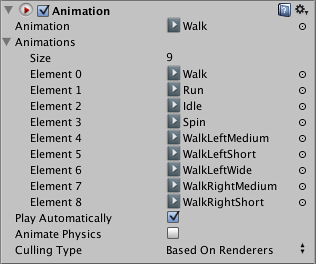 Animation
Animation Walk
Animations
Size 9
Element 0 Walk
Element 1 Run
Element 2 Idle
Element 3 Spin
Element 4 WalkLeftMedium
Element 5 WalkLeftShort
Element 6 WalkLeftWide
Element 7 WalkRightMedium
Element 8 WalkRightShort
Play Automatically
Animate Physics
Culling Type Based On Renderers